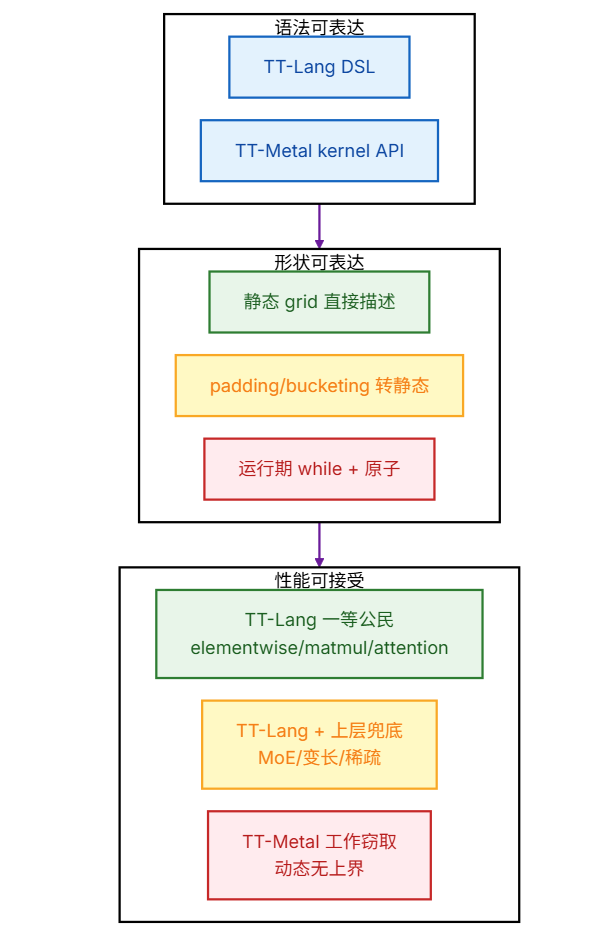 语法可表达
TT-Lang DSL
TT-Metal kernel API
形状可表达
静态 grid 直接描述
padding/bucketing 转静态
运行期 while + 原子
性能可接受
TT-Lang 一等公民
elementwise/matmul/attention
TT-Lang + 上层兜底
MoE/变长/稀疏
TT-Metal 工作窃取
动态无上界